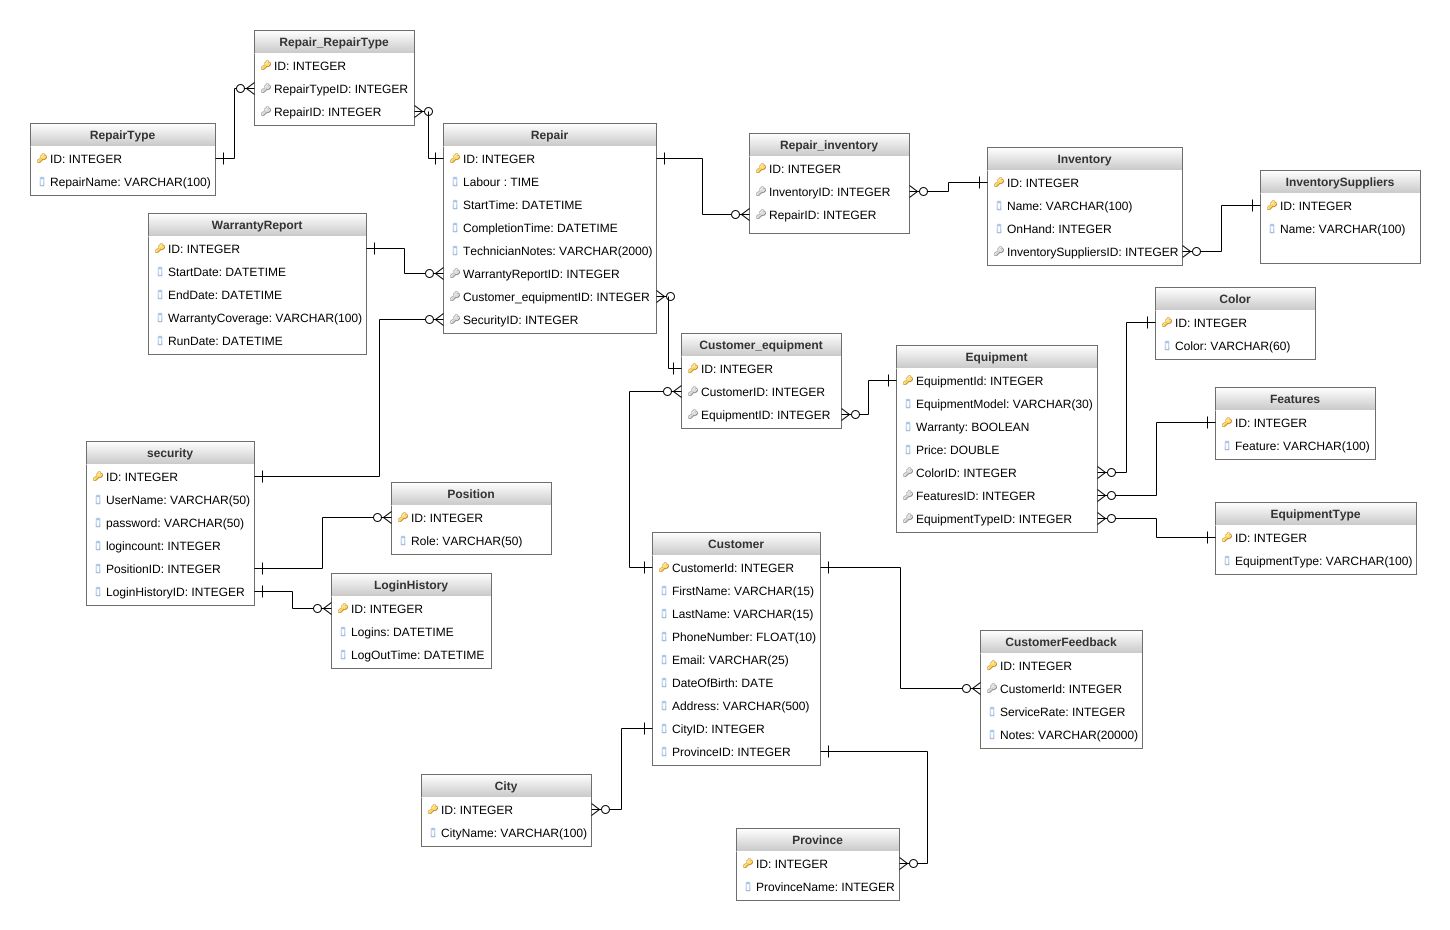 Repair_RepairType
ID: INTEGER
RepairTypeID: INTEGER
RepairID: INTEGER
RepairType
ID: INTEGER
RepairName: VARCHAR(100)
Repair
ID: INTEGER
Labour : TIME
StartTime: DATETIME
CompletionTime: DATETIME
TechnicianNotes: VARCHAR(2000)
WarrantyReportID: INTEGER
Customer_equipmentID: INTEGER
SecurityID: INTEGER
Repair_inventory
ID: INTEGER
InventoryID: INTEGER
RepairID: INTEGER
Inventory
ID: INTEGER
Name: VARCHAR(100)
OnHand: INTEGER
InventorySuppliersID: INTEGER
InventorySuppliers
ID: INTEGER
Name: VARCHAR(100)
WarrantyReport
ID: INTEGER
StartDate: DATETIME
EndDate: DATETIME
WarrantyCoverage: VARCHAR(100)
RunDate: DATETIME
Color
ID: INTEGER
Color: VARCHAR(60)
Customer_equipment
ID: INTEGER
CustomerID: INTEGER
EquipmentID: INTEGER
Equipment
EquipmentId: INTEGER
EquipmentModel: VARCHAR(30)
Warranty: BOOLEAN
Price: DOUBLE
ColorID: INTEGER
FeaturesID: INTEGER
EquipmentTypeID: INTEGER
Features
ID: INTEGER
Feature: VARCHAR(100)
security
ID: INTEGER
UserName: VARCHAR(50)
password: VARCHAR(50)
logincount: INTEGER
PositionID: INTEGER
LoginHistoryID: INTEGER
Position
ID: INTEGER
Role: VARCHAR(50)
EquipmentType
ID: INTEGER
EquipmentType: VARCHAR(100)
LoginHistory
ID: INTEGER
Logins: DATETIME
LogOutTime: DATETIME
Customer
CustomerId: INTEGER
FirstName: VARCHAR(15)
LastName: VARCHAR(15)
PhoneNumber: FLOAT(10)
Email: VARCHAR(25)
DateOfBirth: DATE
Address: VARCHAR(500)
CityID: INTEGER
ProvinceID: INTEGER
CustomerFeedback
ID: INTEGER
CustomerId: INTEGER
ServiceRate: INTEGER
Notes: VARCHAR(20000)
City
ID: INTEGER
CityName: VARCHAR(100)
Province
ID: INTEGER
ProvinceName: INTEGER